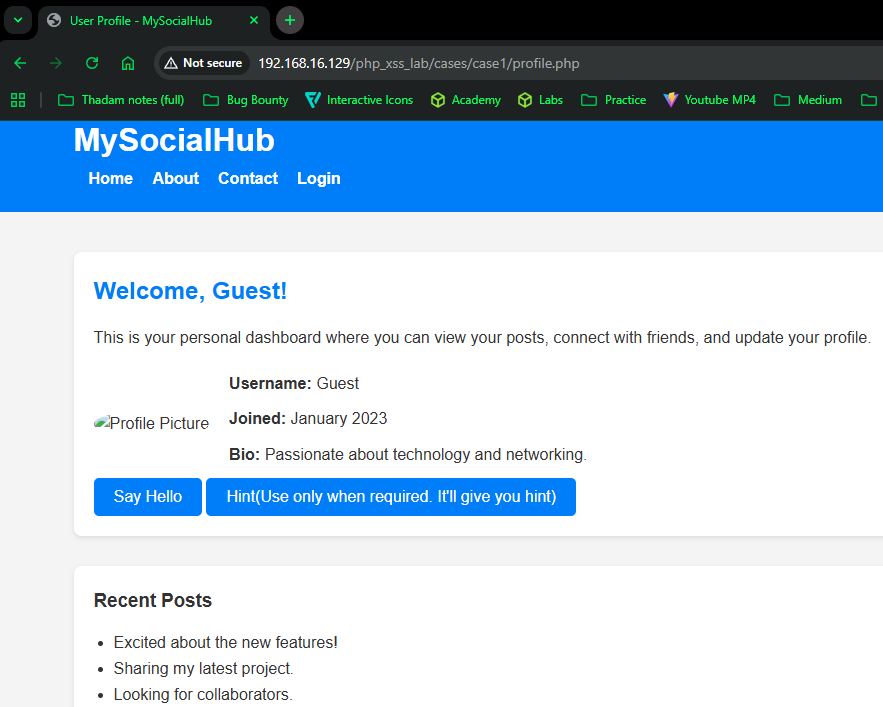 User Profile - MySocialHub
Not secure 192.168.16.129/php_xss_lab/cases/case1/profile.php
Thadam notes (full) Bug Bounty Interactive Icons Academy Labs Practice Youtube MP4 Medium
MySocialHub
Home About Contact Login
Welcome, Guest!
This is your personal dashboard where you can view your posts, connect with friends, and update your profile.
Username: Guest
Profile Picture
Joined: January 2023
Bio: Passionate about technology and networking.
Say Hello Hint(Use only when required. It'll give you hint)
Recent Posts
Excited about the new features!
Sharing my latest project.
Looking for collaborators.